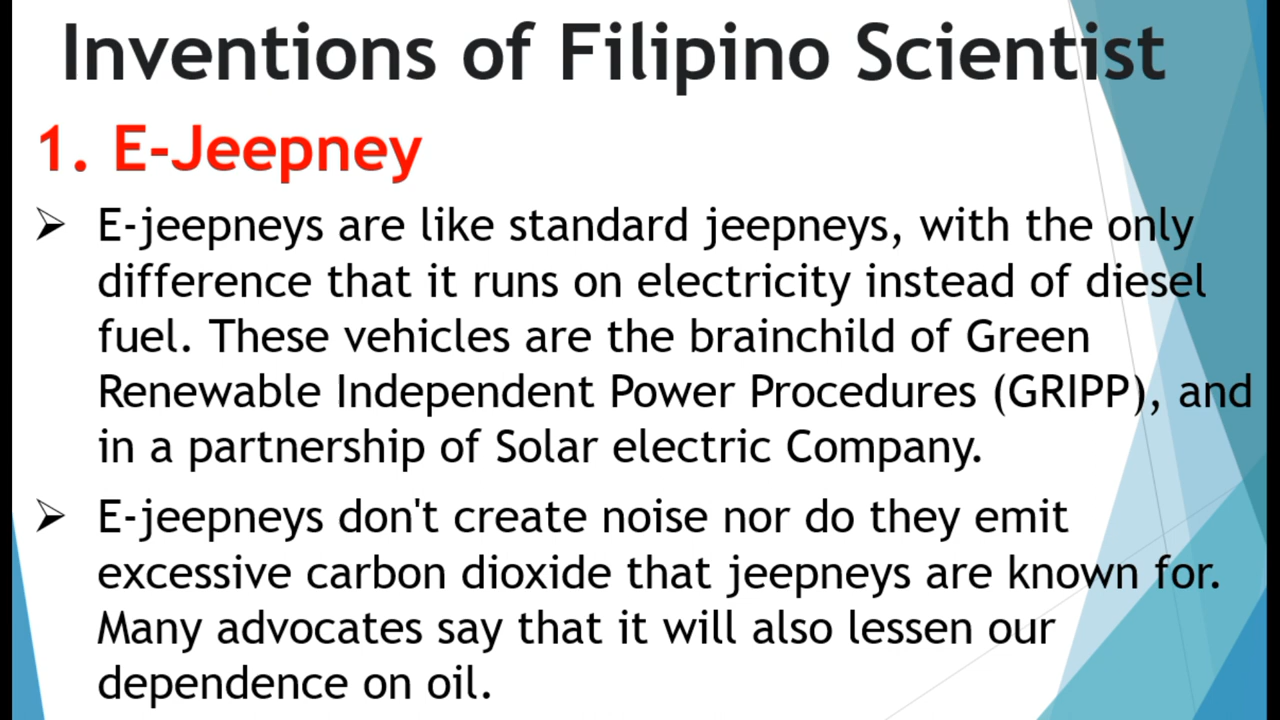 Inventions of Filipino Scientist
1. E-Jeepney
➢ E-jeepneys are like standard jeepneys, with the only
difference that it runs on electricity instead of diesel
fuel. These vehicles are the brainchild of Green
Renewable Independent Power Procedures (GRIPP), and
in a partnership of Solar electric Company.
➢ E-jeepneys don't create noise nor do they emit
excessive carbon dioxide that jeepneys are known for.
Many advocates say that it will also lessen our
dependence on oil.